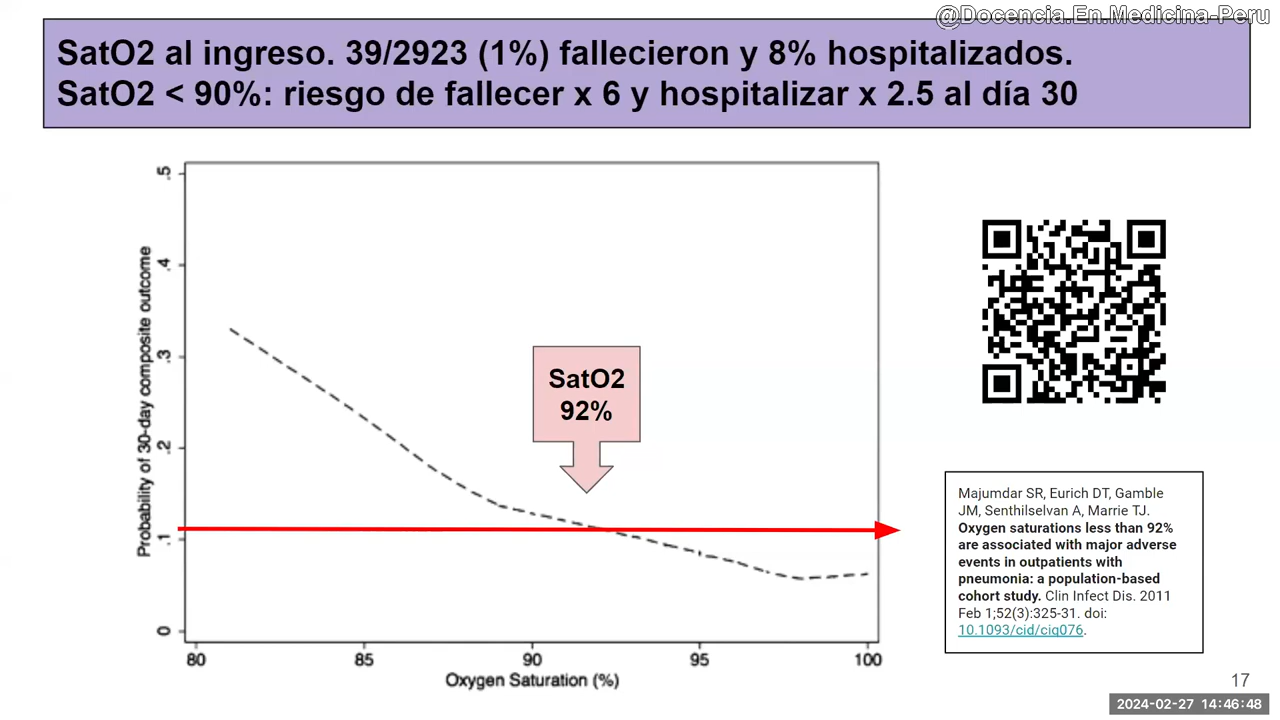 @Docencia.En.Medicina-Peru
SatO2 al ingreso. 39/2923 (1%) fallecieron y 8% hospitalizados.
SatO2 < 90%: riesgo de fallecer x 6 y hospitalizar x 2.5 al día 30
Probability of 30-day composite outcome
.5
.4
.3
.2
.1
0
SatO2
92%
80 85 90 95 100
Oxygen Saturation (%)
Majumdar SR, Eurich DT, Gamble
JM, Senthilselvan A, Marrie TJ.
Oxygen saturations less than 92%
are associated with major adverse
events in outpatients with
pneumonia: a population-based
cohort study. Clin Infect Dis. 2011
Feb 1;52(3):325-31. doi:
10.1093/cid/ciq076.
17
2024-02-27 14:46:48